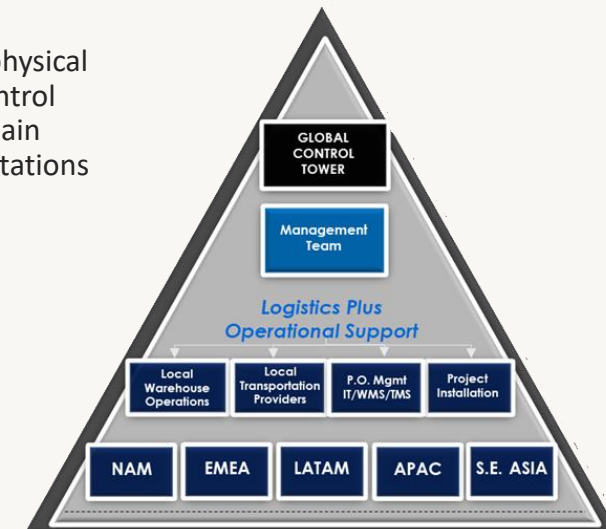 physical
ntrol
ain
tations
GLOBAL
CONTROL
TOWER
Management
Team
Logistics Plus
Operational Support
Local
Warehouse
Operations
Local
Transportation
Providers
P.O. Mgmt
IT/WMS/TMS
Project
Installation
NAM
EMEA
LATAM
APAC
S.E. ASIA